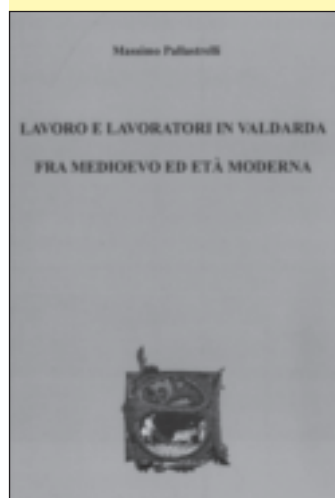 Massimo Pallastrelli
LAVORO E LAVORATORI IN VALDARDA
FRA MEDIOEVO ED ETÀ MODERNA